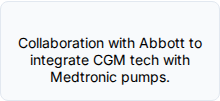 Collaboration with Abbott to
integrate CGM tech with
Medtronic pumps.